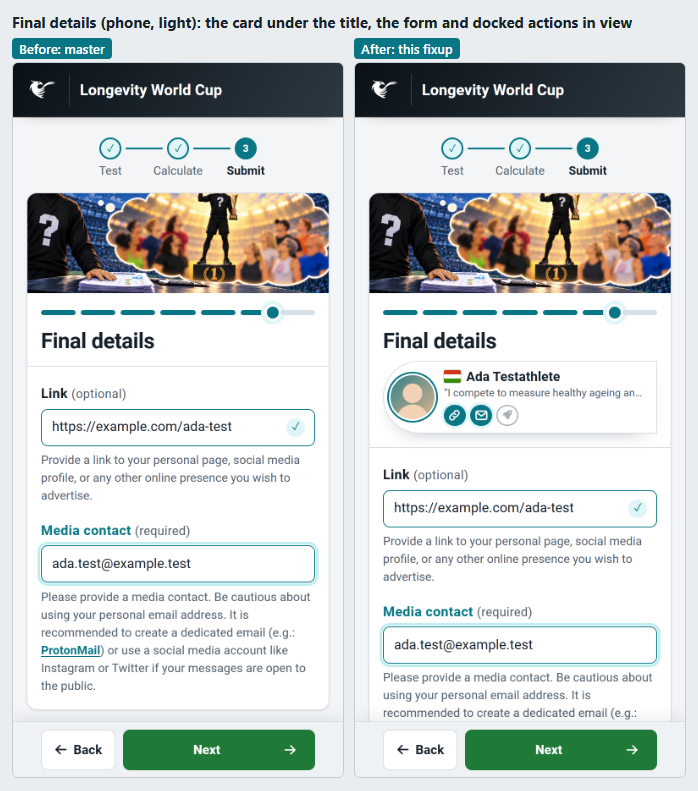 Final details (phone, light): the card under the title, the form and docked actions in view
Before: master
Longevity World Cup
✓
✓
3
Test
Calculate
Submit
?
?
1
Final details
Link (optional)
https://example.com/ada-test
Provide a link to your personal page, social media
profile, or any other online presence you wish to
advertise.
Media contact (required)
ada.test@example.test
Please provide a media contact. Be cautious about
using your personal email address. It is
recommended to create a dedicated email (e.g.:
ProtonMail) or use a social media account like
Instagram or Twitter if your messages are open to
the public.
← Back
Next →
After: this fixup
Longevity World Cup
✓
✓
3
Test
Calculate
Submit
?
?
1
Final details
Ada Testathlete
"I compete to measure healthy ageing an...
Link (optional)
https://example.com/ada-test
Provide a link to your personal page, social media
profile, or any other online presence you wish to
advertise.
Media contact (required)
ada.test@example.test
Please provide a media contact. Be cautious about
using your personal email address. It is
recommended to create a dedicated email (e.g.:
← Back
Next →